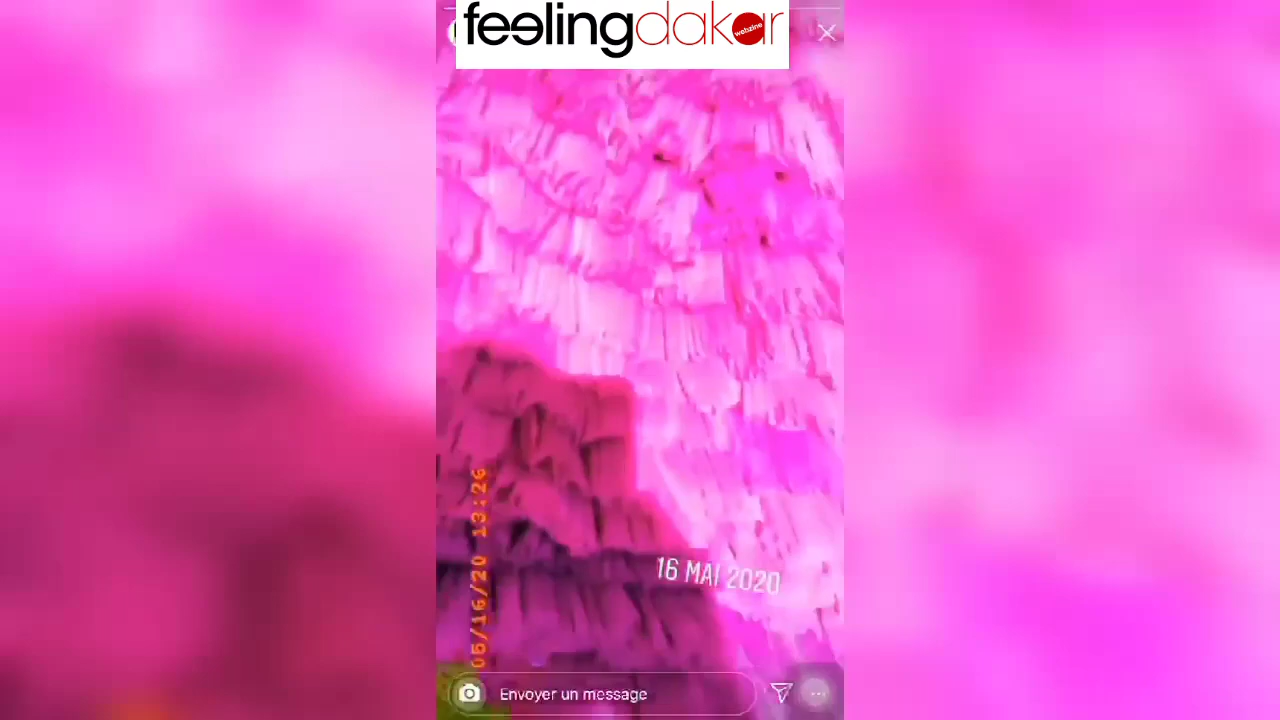 feelingdakar
webzine
05/16/20 13:26
16 MAI 2020
Envoyer un message